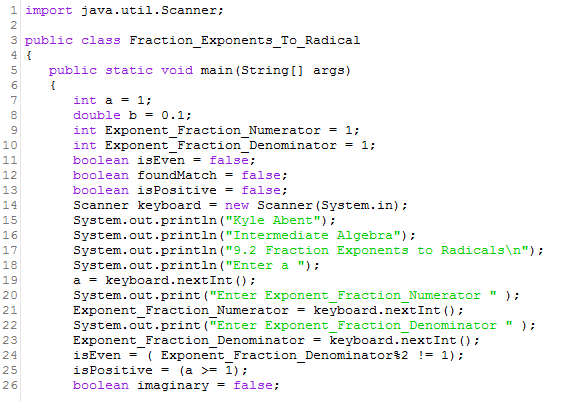 1 import java.util.Scanner;
2
3 public class Fraction_Exponents_To_Radical
4 {
5    public static void main(String[] args)
6    {
7       int a = 1;
8       double b = 0.1;
9       int Exponent_Fraction_Numerator = 1;
10       int Exponent_Fraction_Denominator = 1;
11       boolean isEven = false;
12       boolean foundMatch = false;
13       boolean isPositive = false;
14       Scanner keyboard = new Scanner(System.in);
15       System.out.println("Kyle Abent");
16       System.out.println("Intermediate Algebra");
17       System.out.println("9.2 Fraction Exponents to Radicals\n");
18       System.out.println("Enter a ");
19       a = keyboard.nextInt();
20       System.out.print("Enter Exponent_Fraction_Numerator " );
21       Exponent_Fraction_Numerator = keyboard.nextInt();
22       System.out.print("Enter Exponent_Fraction_Denominator " );
23       Exponent_Fraction_Denominator = keyboard.nextInt();
24       isEven = ( Exponent_Fraction_Denominator%2 != 1);
25       isPositive = (a >= 1);
26       boolean imaginary = false;